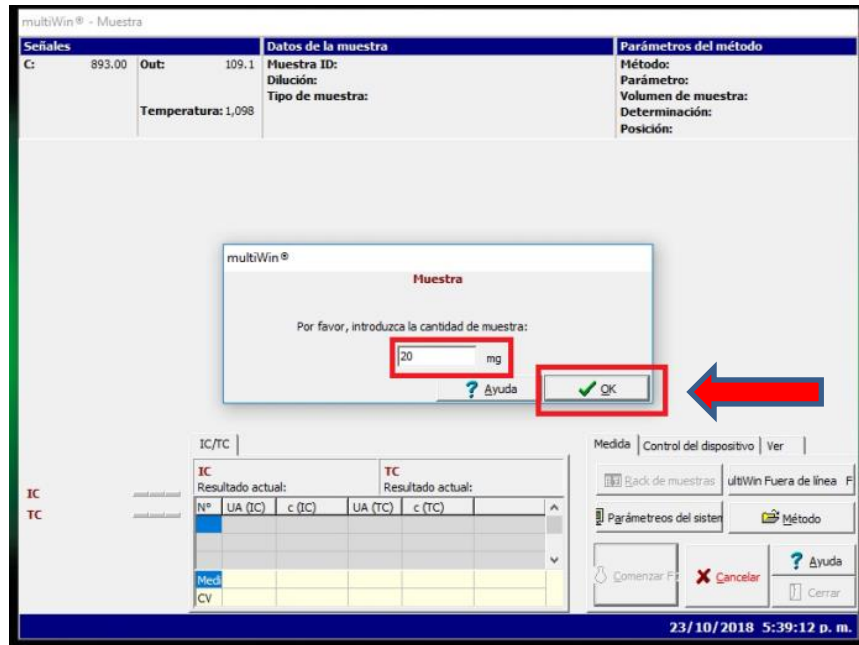 multiWin® - Muestra
Señales
C: 893.00 Out: 109.1
Temperatura: 1,098
Datos de la muestra
Muestra ID:
Dilución:
Tipo de muestra:
Parámetros del método
Método:
Parámetro:
Volumen de muestra:
Determinación:
Posición:
multiWin®
Muestra
Por favor, introduzca la cantidad de muestra:
20 mg
? Ayuda
OK
IC
TC
IC/TC
IC
Resultado actual:
TC
Resultado actual:
Nº UA (IC) c (IC) UA (TC) c (TC)
Medi
CV
Medida Control del dispositivo Ver
Rack de muestras ultiWin Fuera de línea F
Parámetreos del sisten Método
Comenzar F Cancelar ? Ayuda
Cerrar
23/10/2018 5:39:12 p. m.